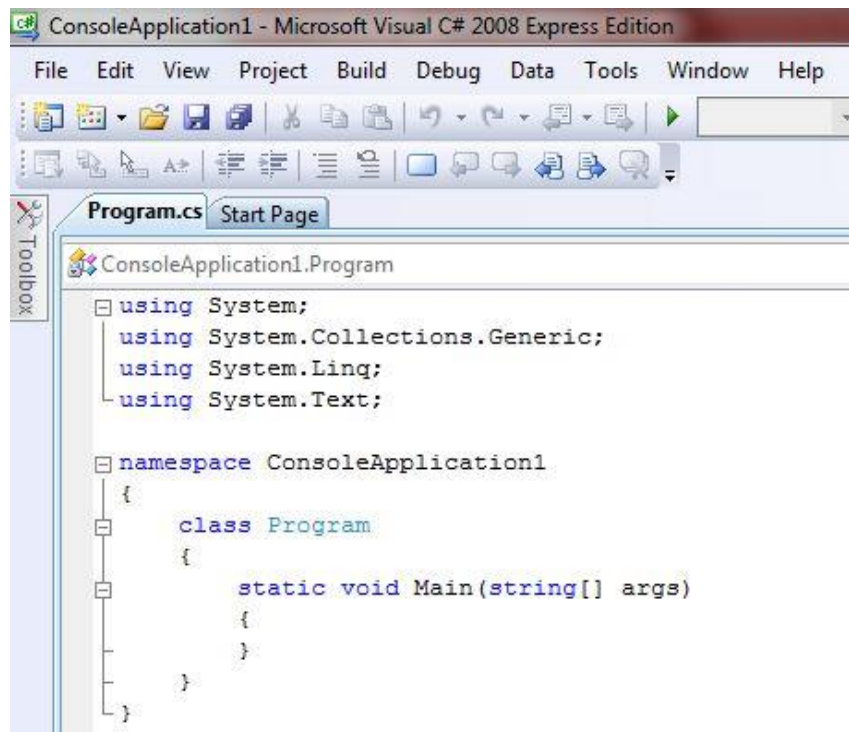 ConsoleApplication1 - Microsoft Visual C# 2008 Express Edition
File Edit View Project Build Debug Data Tools Window Help
Program.cs Start Page
Toolbox
ConsoleApplication1.Program
using System;
using System.Collections.Generic;
using System.Linq;
using System.Text;
namespace ConsoleApplication1
{
class Program
{
static void Main(string[] args)
{
}
}
}